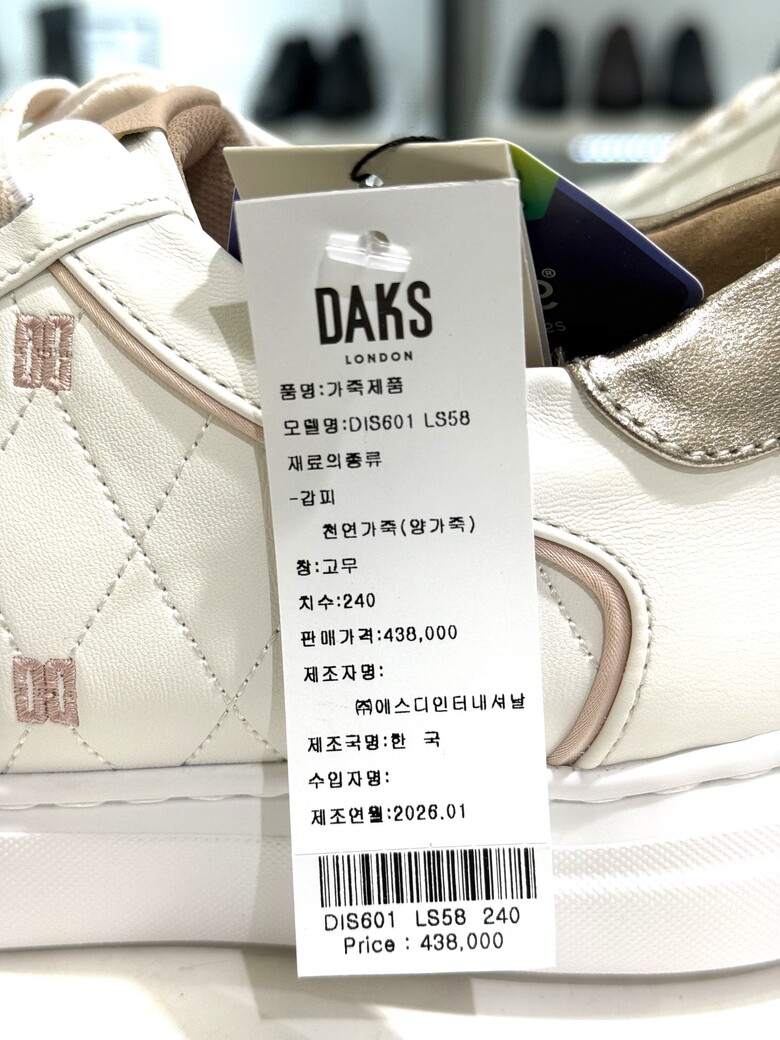 DAKS
LONDON
품명:가죽제품
모델명:DIS601 LS58
재료의종류
-갑피
천연가죽(양가죽)
창:고무
치수:240
판매가격:438,000
제조자명:
㈜에스디인터내셔날
제조국명:한 국
수입자명:
제조연월:2026.01
DIS601 LS58 240
Price : 438,000